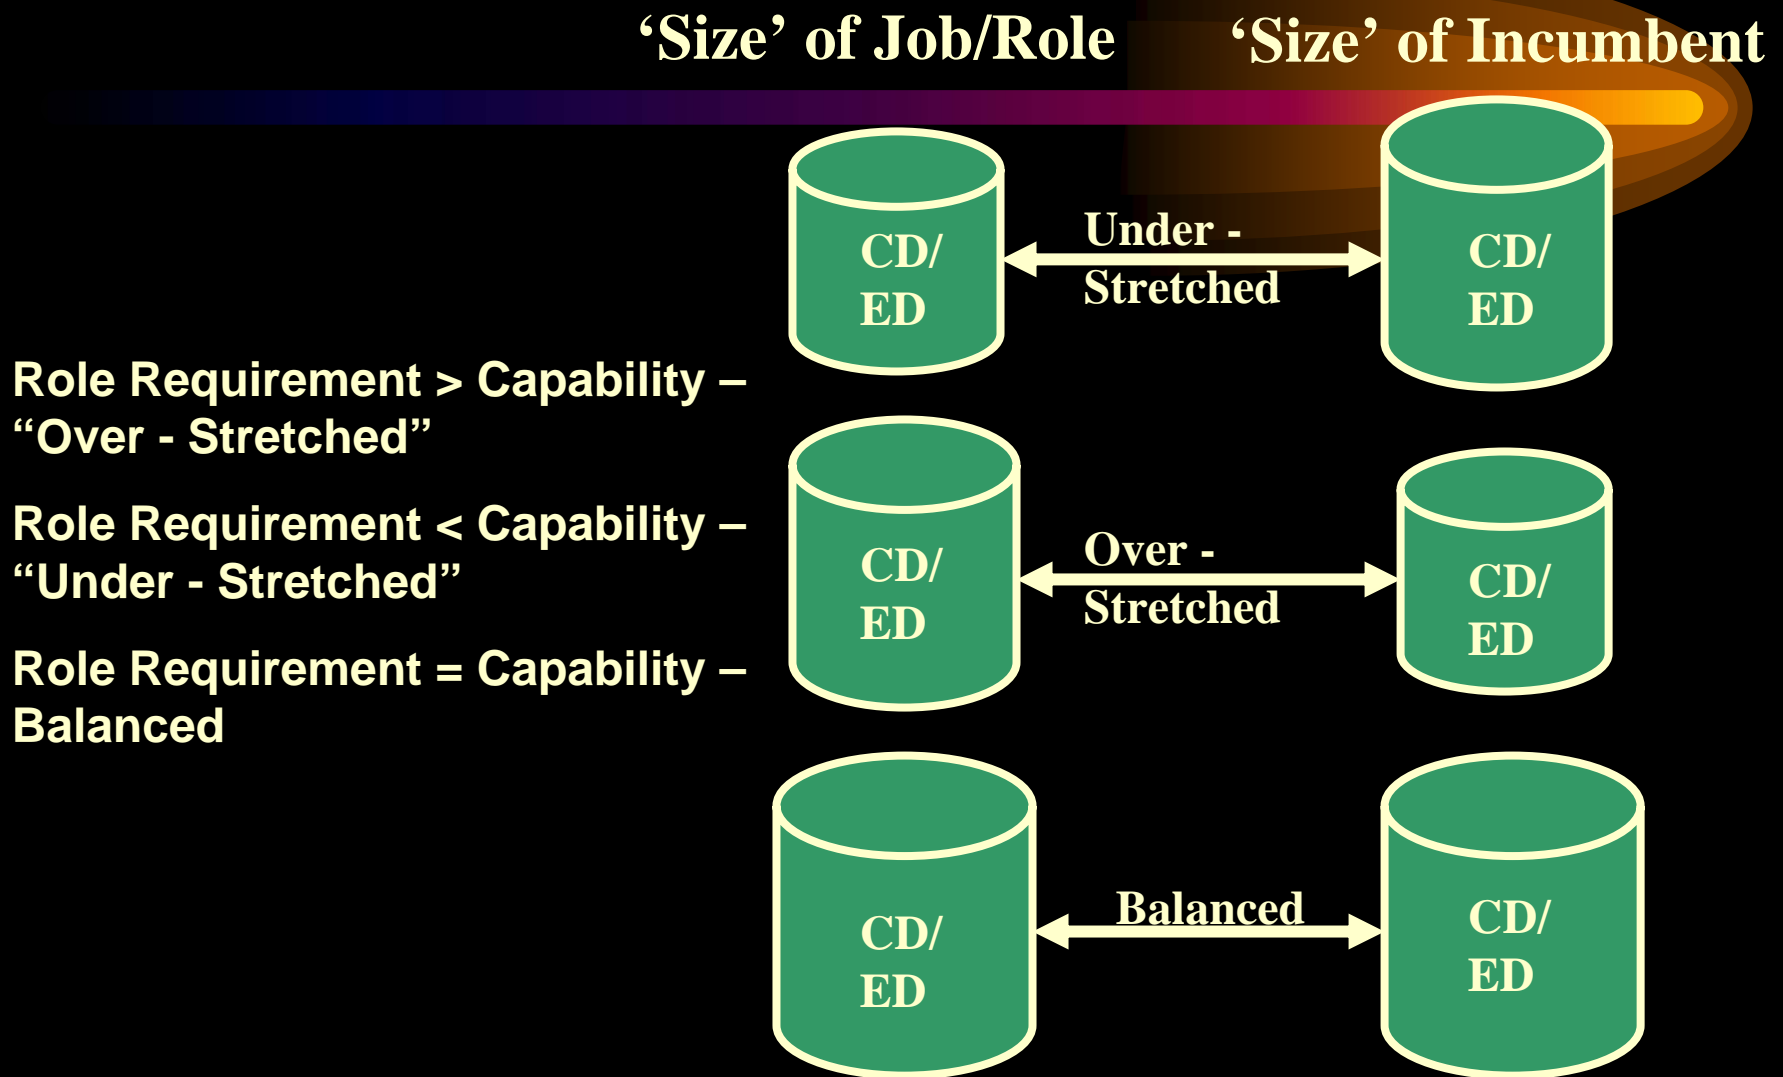 ‘Size’ of Job/Role
‘Size’ of Incumbent
CD/
ED
Under -
Stretched
CD/
ED
Role Requirement > Capability –
“Over - Stretched”
Role Requirement < Capability –
“Under - Stretched”
Role Requirement = Capability –
Balanced
CD/
ED
Over -
Stretched
CD/
ED
CD/
ED
Balanced
CD/
ED